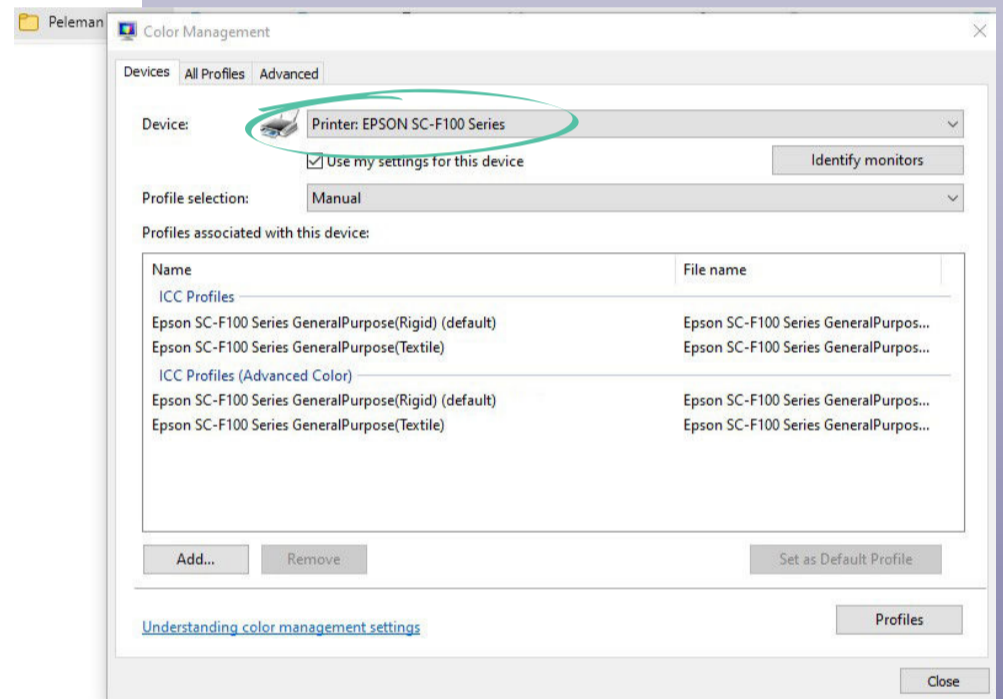 Peleman
Color Management
Devices All Profiles Advanced
Device: Printer: EPSON SC-F100 Series
Use my settings for this device Identify monitors
Profile selection: Manual
Profiles associated with this device:
Name File name
ICC Profiles
Epson SC-F100 Series GeneralPurpose(Rigid) (default) Epson SC-F100 Series GeneralPurpos...
Epson SC-F100 Series GeneralPurpose(Textile) Epson SC-F100 Series GeneralPurpos...
ICC Profiles (Advanced Color)
Epson SC-F100 Series GeneralPurpose(Rigid) (default) Epson SC-F100 Series GeneralPurpos...
Epson SC-F100 Series GeneralPurpose(Textile) Epson SC-F100 Series GeneralPurpos...
Add... Remove Set as Default Profile
Understanding color management settings Profiles
Close